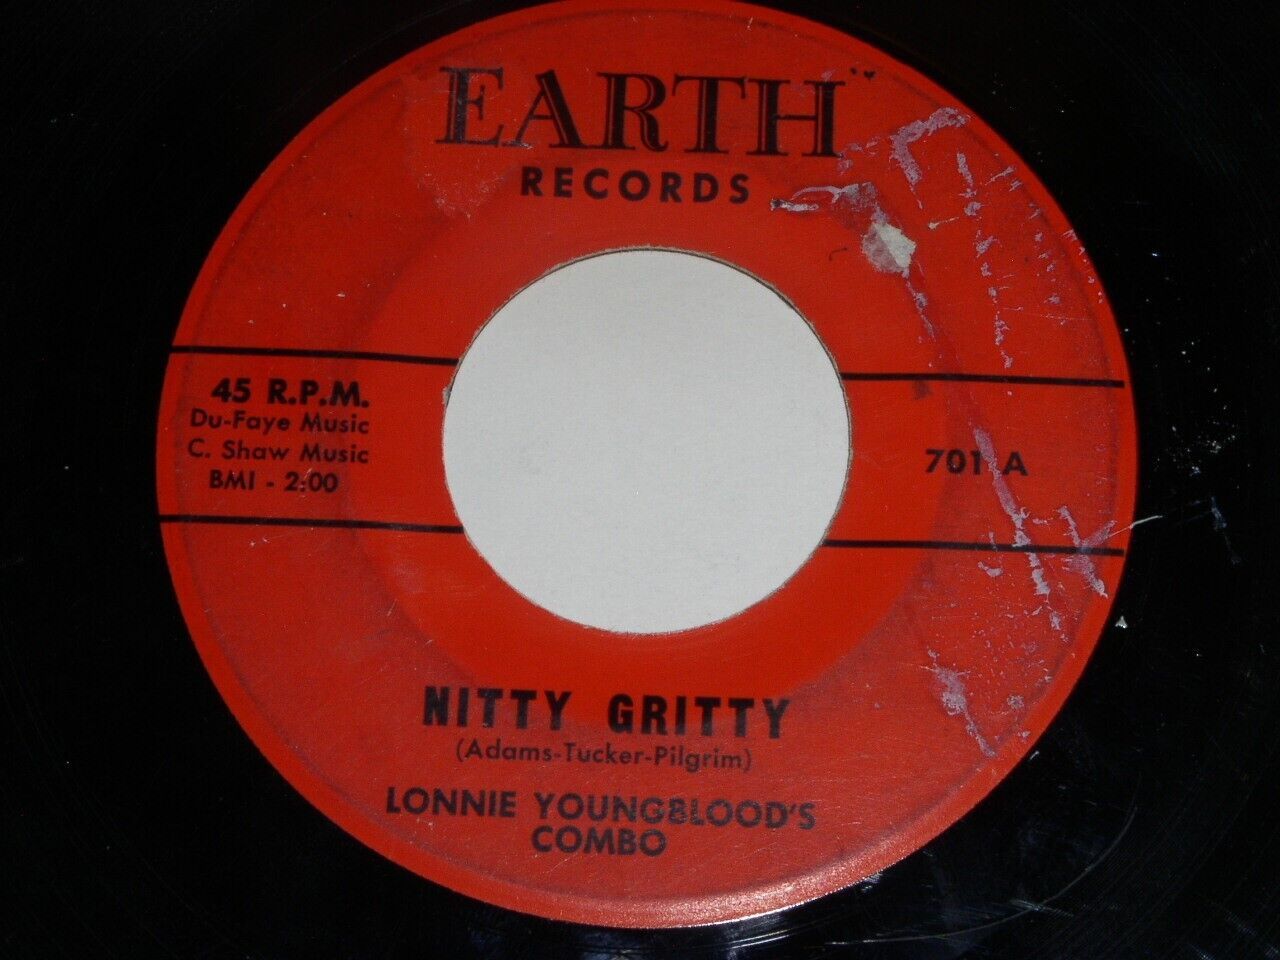 EARTH
RECORDS
45 R.P.M.
Du-Faye Music
C. Shaw Music
BMI - 2:00
701 A
NITTY GRITTY
(Adams-Tucker-Pilgrim)
LONNIE YOUNGBLOOD'S
COMBO